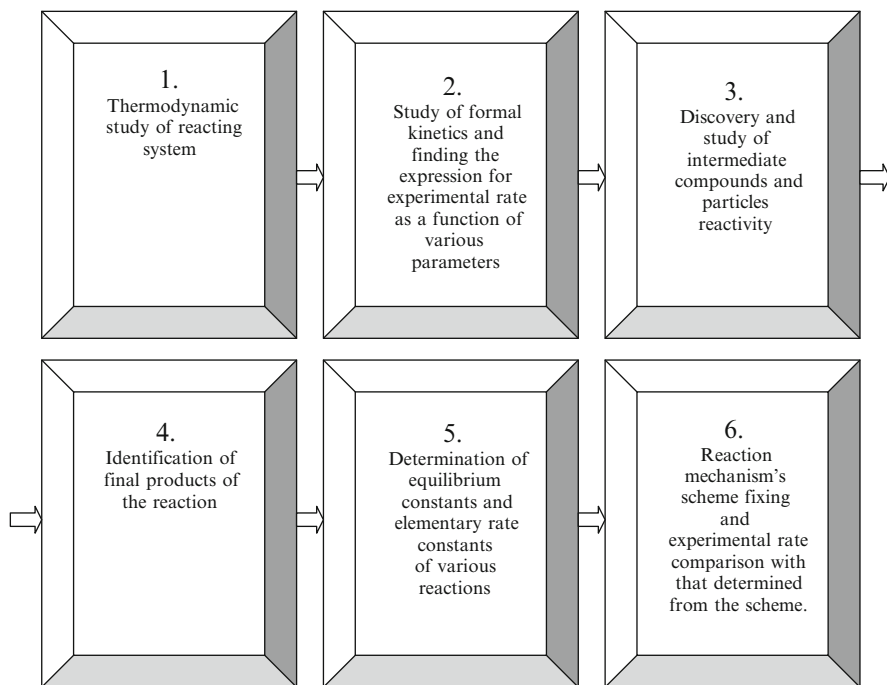 1.
Thermodynamic
study of reacting
system
2.
Study of formal
kinetics and
finding the
expression for
experimental rate
as a function of
various
parameters
3.
Discovery and
study of
intermediate
compounds and
particles
reactivity
4.
Identification of
final products of
the reaction
5.
Determination of
equilibrium
constants and
elementary rate
constants
of various
reactions
6.
Reaction
mechanism’s
scheme fixing
and
experimental rate
comparison with
that determined
from the scheme.